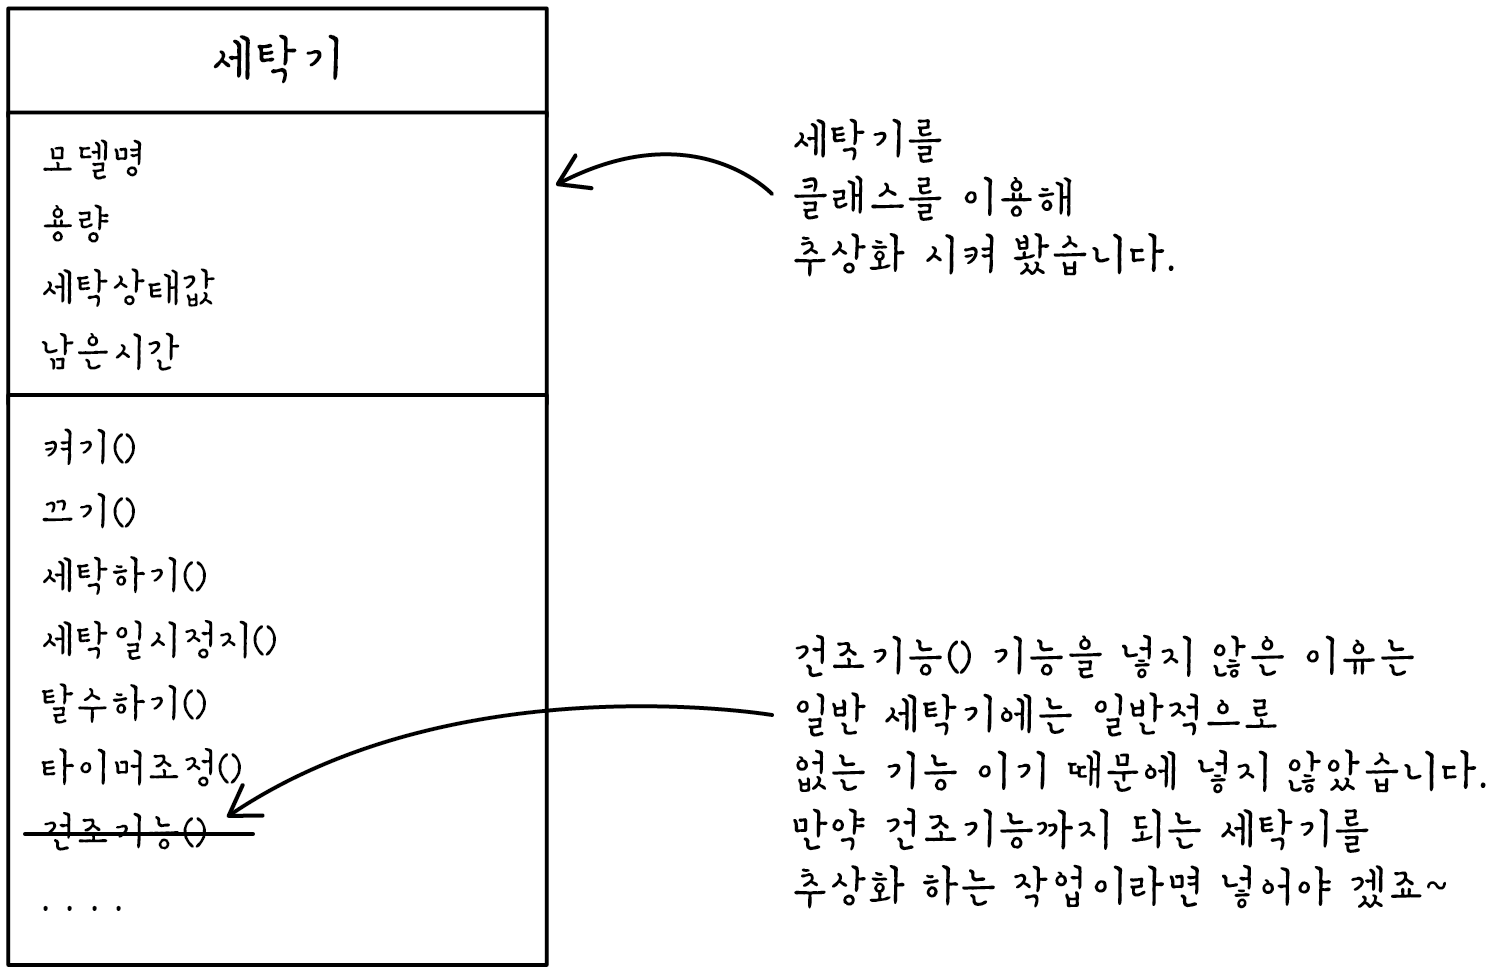 세탁기
모델명
용량
세탁상태값
남은시간
켜기()
끄기()
세탁하기()
세탁일시정지()
탈수하기()
타이머조정()
건조기능()
....
세탁기를
클래스를 이용해
추상화 시켜 봤습니다.
건조기능() 기능을 넣지 않은 이유는
일반 세탁기에는 일반적으로
없는 기능 이기 때문에 넣지 않았습니다.
만약 건조기능까지 되는 세탁기를
추상화 하는 작업이라면 넣어야 겠죠~